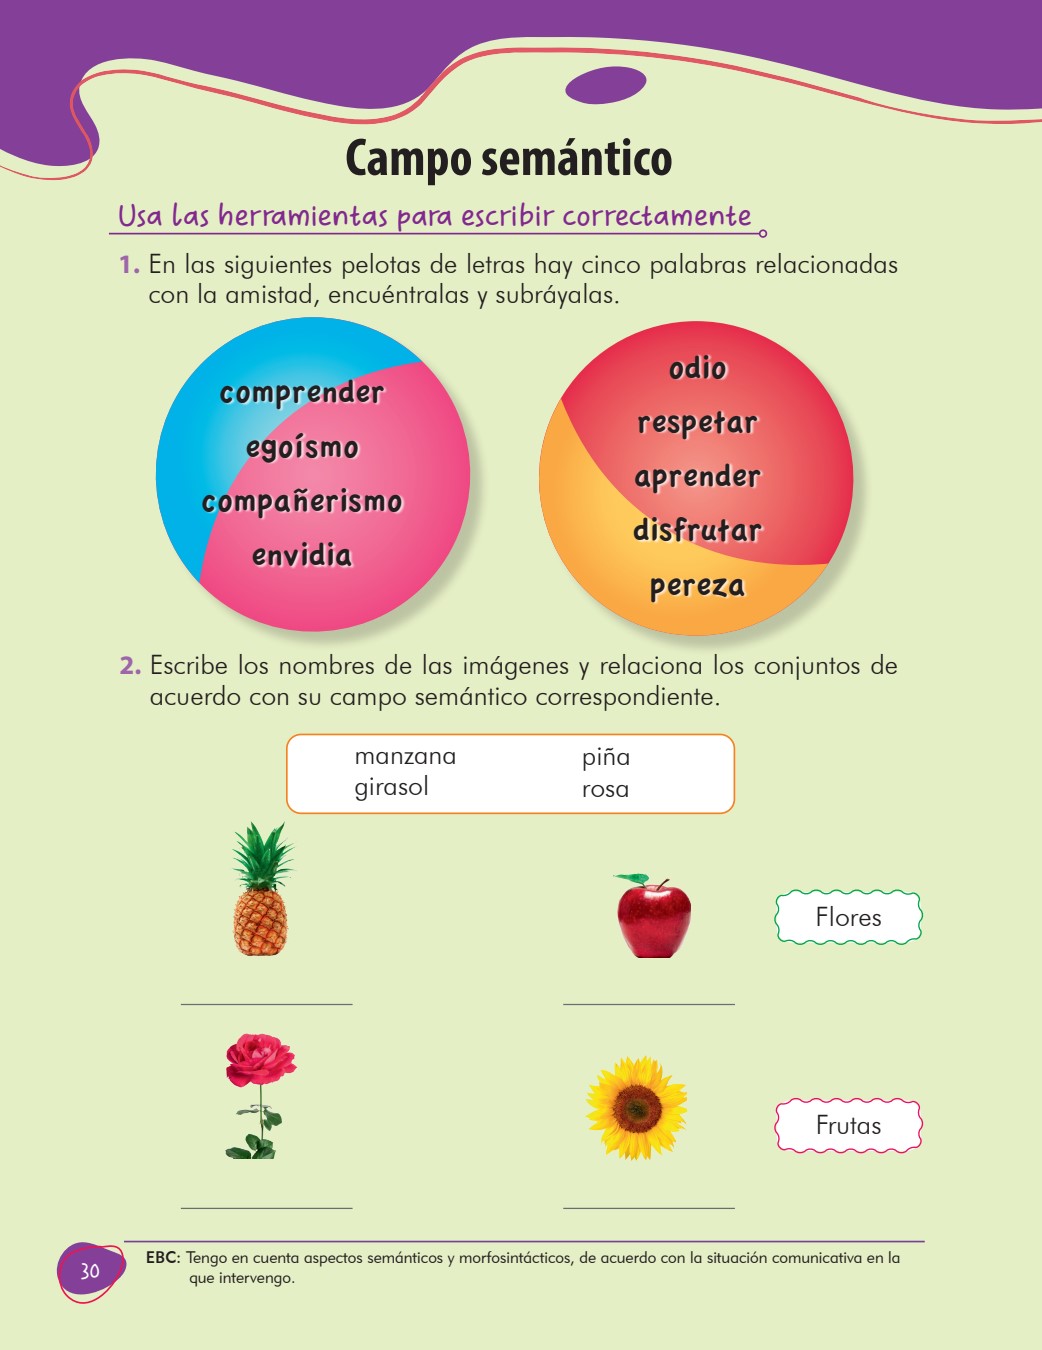 Campo semántico
Usa las herramientas para escribir correctamente
1. En las siguientes pelotas de letras hay cinco palabras relacionadas
con la amistad, encuéntralas y subráyalas.
comprender
egoísmo
compañerismo
envidia
odio
respetar
aprender
disfrutar
pereza
2. Escribe los nombres de las imágenes y relaciona los conjuntos de
acuerdo con su campo semántico correspondiente.
manzana piña
girasol rosa
Flores
Frutas
EBC: Tengo en cuenta aspectos semánticos y morfosintácticos, de acuerdo con la situación comunicativa en la
que intervengo.
30